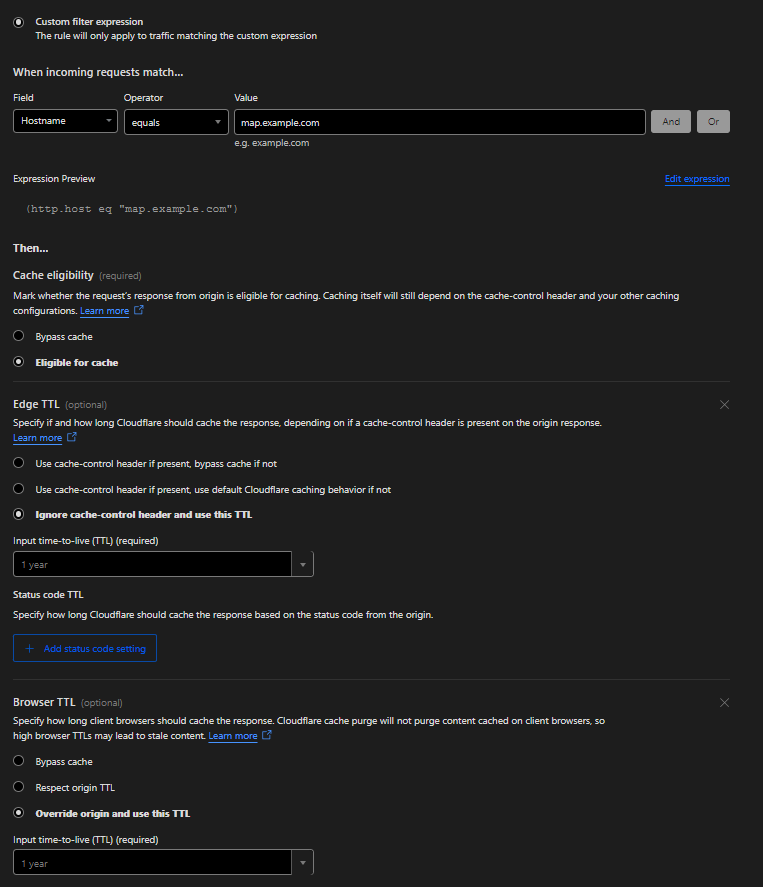 Custom filter expression
The rule will only apply to traffic matching the custom expression
When incoming requests match...
Field Operator Value
Hostname equals map.example.com And Or
e.g. example.com
Expression Preview Edit expression
(http.host eq "map.example.com")
Then...
Cache eligibility (required)
Mark whether the request's response from origin is eligible for caching. Caching itself will still depend on the cache-control header and your other caching
configurations. Learn more
Bypass cache
Eligible for cache
Edge TTL (optional)
Specify if and how long Cloudflare should cache the response, depending on if a cache-control header is present on the origin response.
Learn more
Use cache-control header if present, bypass cache if not
Use cache-control header if present, use default Cloudflare caching behavior if not
Ignore cache-control header and use this TTL
Input time-to-live (TTL) (required)
1 year
Status code TTL
Specify how long Cloudflare should cache the response based on the status code from the origin.
+ Add status code setting
Browser TTL (optional)
Specify how long client browsers should cache the response. Cloudflare cache purge will not purge content cached on client browsers, so
high browser TTLs may lead to stale content. Learn more
Bypass cache
Respect origin TTL
Override origin and use this TTL
Input time-to-live (TTL) (required)
1 year